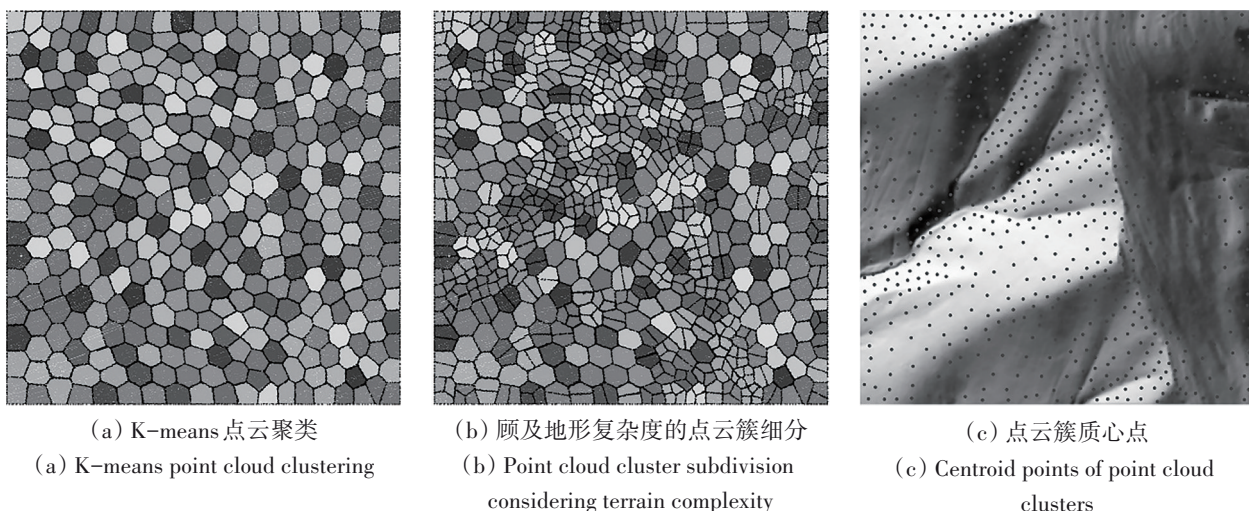 (a) K-means点云聚类
(a) K-means point cloud clustering
(b) 顾及地形复杂度的点云簇细分
(b) Point cloud cluster subdivision
considering terrain complexity
(c) 点云簇质心点
(c) Centroid points of point cloud
clusters